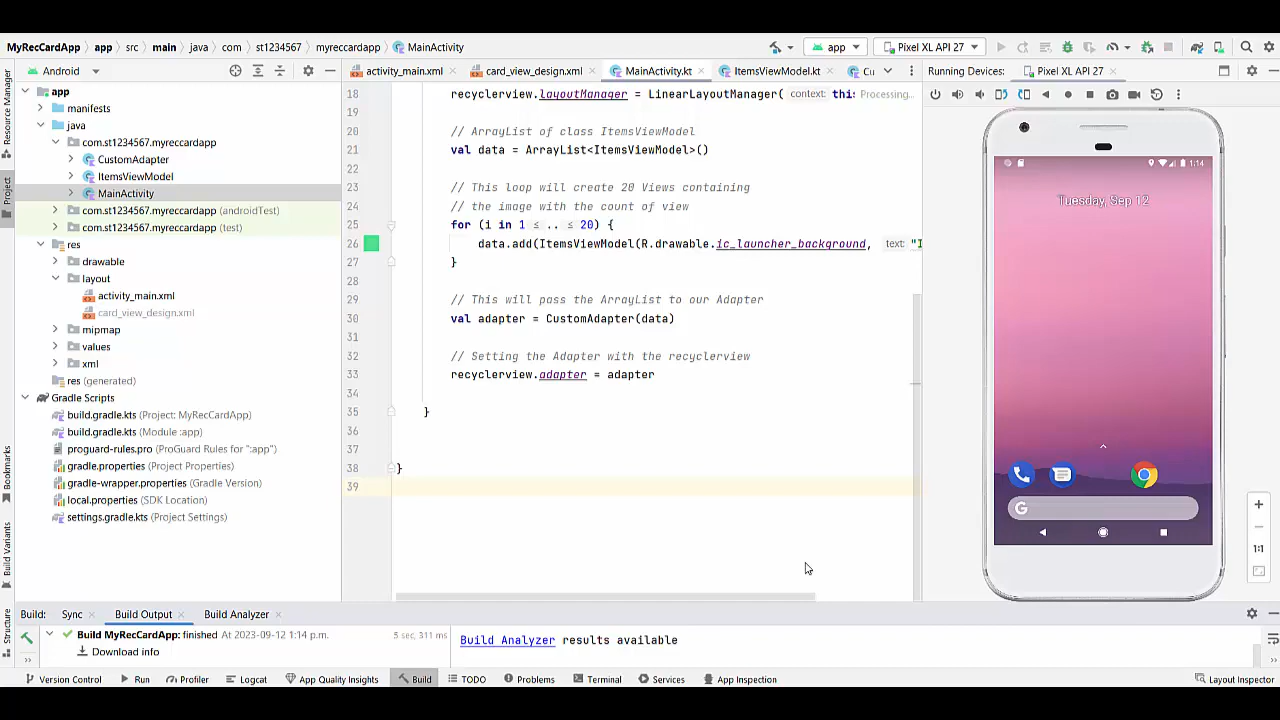 MyRecCardApp app src main java com st1234567 myreccardapp MainActivity
app Pixel XL API 27
Android
activity_main.xml card_view_design.xml MainActivity.kt ItemsViewModel.kt Cu
Running Devices: Pixel XL API 27
Resource Manager
Project
Bookmarks
Build Variants
Structure
app
manifests
java
com.st1234567.myreccardapp
CustomAdapter
ItemsViewModel
MainActivity
com.st1234567.myreccardapp (androidTest)
com.st1234567.myreccardapp (test)
res
drawable
layout
activity_main.xml
card_view_design.xml
mipmap
values
xml
res (generated)
Gradle Scripts
build.gradle.kts (Project: MyRecCardApp)
build.gradle.kts (Module :app)
proguard-rules.pro (ProGuard Rules for ":app")
gradle.properties (Project Properties)
gradle-wrapper.properties (Gradle Version)
local.properties (SDK Location)
settings.gradle.kts (Project Settings)
18 recyclerview.layoutManager = LinearLayoutManager( context: this Processing...
19
20 // ArrayList of class ItemsViewModel
21 val data = ArrayList<ItemsViewModel>()
22
23 // This loop will create 20 Views containing
24 // the image with the count of view
25 for (i in 1 ≤ .. ≤ 20) {
26 data.add(ItemsViewModel(R.drawable.ic_launcher_background, text: "I
27 }
28
29 // This will pass the ArrayList to our Adapter
30 val adapter = CustomAdapter(data)
31
32 // Setting the Adapter with the recyclerview
33 recyclerview.adapter = adapter
34
35 }
36
37
38 }
39
1:14
Tuesday, Sep 12
G
1:1
Build: Sync Build Output Build Analyzer
Build MyRecCardApp: finished At 2023-09-12 1:14 p.m. 5 sec, 311 ms
Download info
Build Analyzer results available
Version Control Run Profiler Logcat App Quality Insights Build TODO Problems Terminal Services App Inspection Layout Inspector